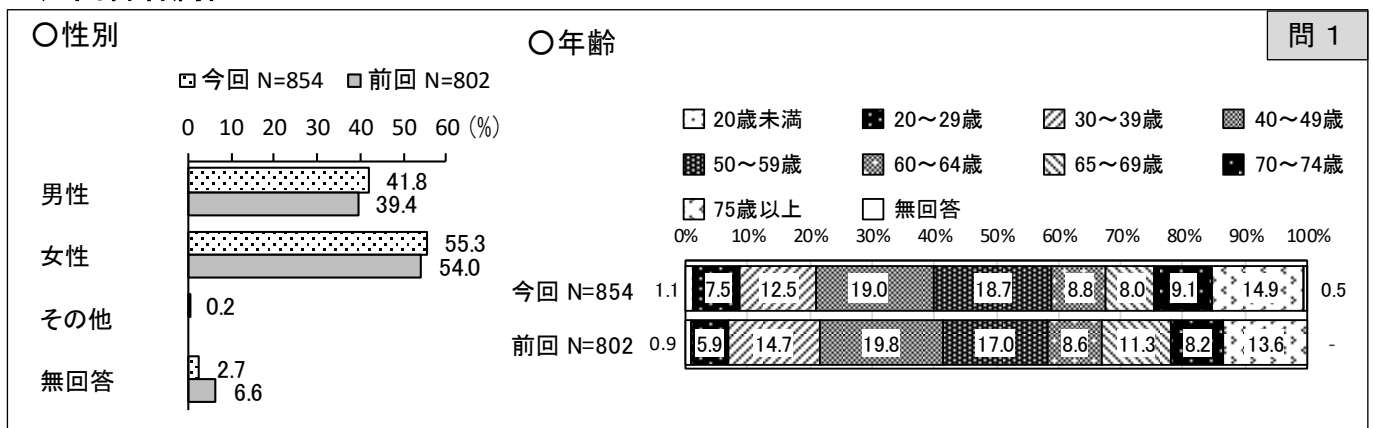 〇性別
〇年齢
問 1
今回 N=854 前回 N=802
0 10 20 30 40 50 60 (%)
男性
41.8
39.4
女性
55.3
54.0
その他
0.2
無回答
2.7
6.6
20歳未満 20～29歳 30～39歳 40～49歳
50～59歳 60～64歳 65～69歳 70～74歳
75歳以上 無回答
0% 10% 20% 30% 40% 50% 60% 70% 80% 90% 100%
今回 N=854 1.1 7.5 12.5 19.0 18.7 8.8 8.0 9.1 14.9 0.5
前回 N=802 0.9 5.9 14.7 19.8 17.0 8.6 11.3 8.2 13.6 -